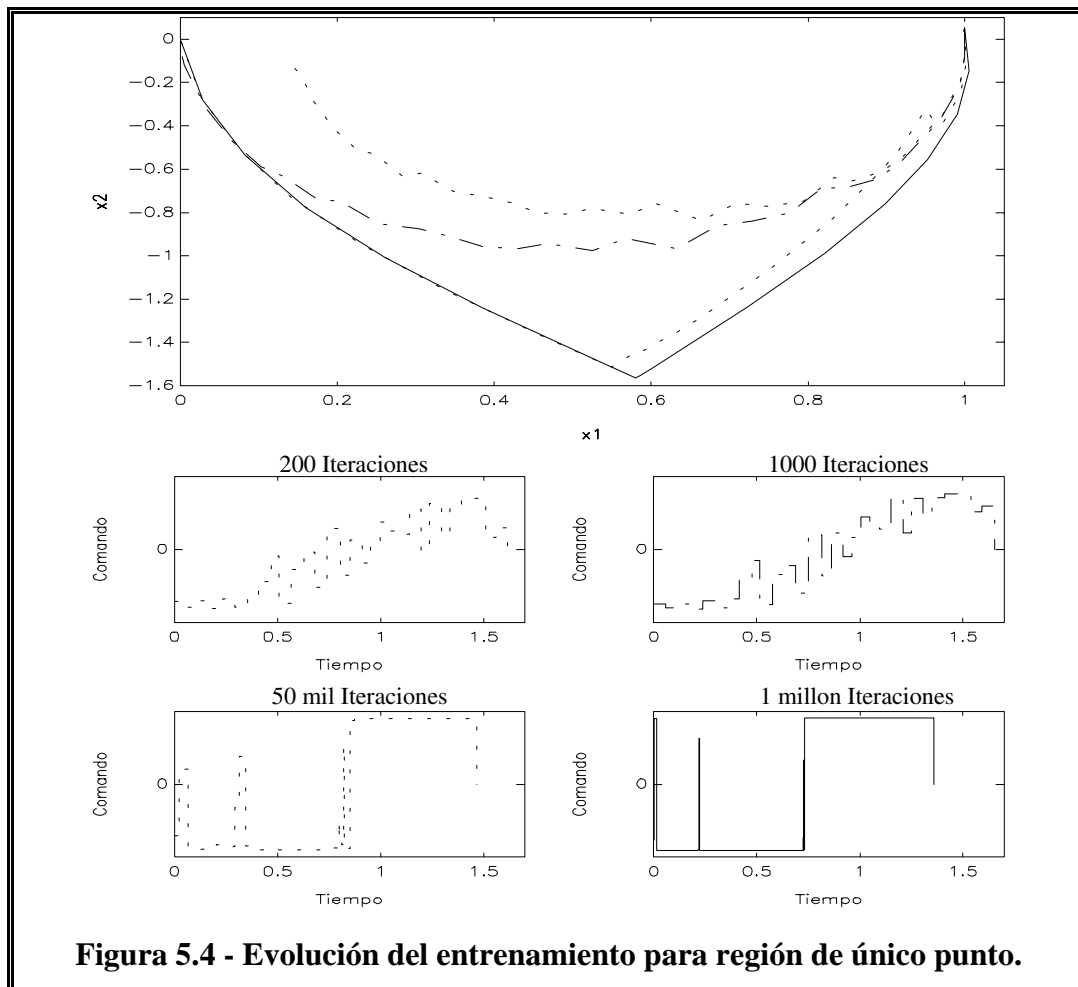 0
−0.2
−0.4
−0.6
−0.8
−1
−1.2
−1.4
−1.6
x2
0 0.2 0.4 0.6 0.8 1
x1
200 Iteraciones
Comando
0
0 0.5 1 1.5
Tiempo
1000 Iteraciones
Comando
0
0 0.5 1 1.5
Tiempo
50 mil Iteraciones
Comando
0
0 0.5 1 1.5
Tiempo
1 millon Iteraciones
Comando
0
0 0.5 1 1.5
Tiempo
Figura 5.4 - Evolución del entrenamiento para región de único punto.